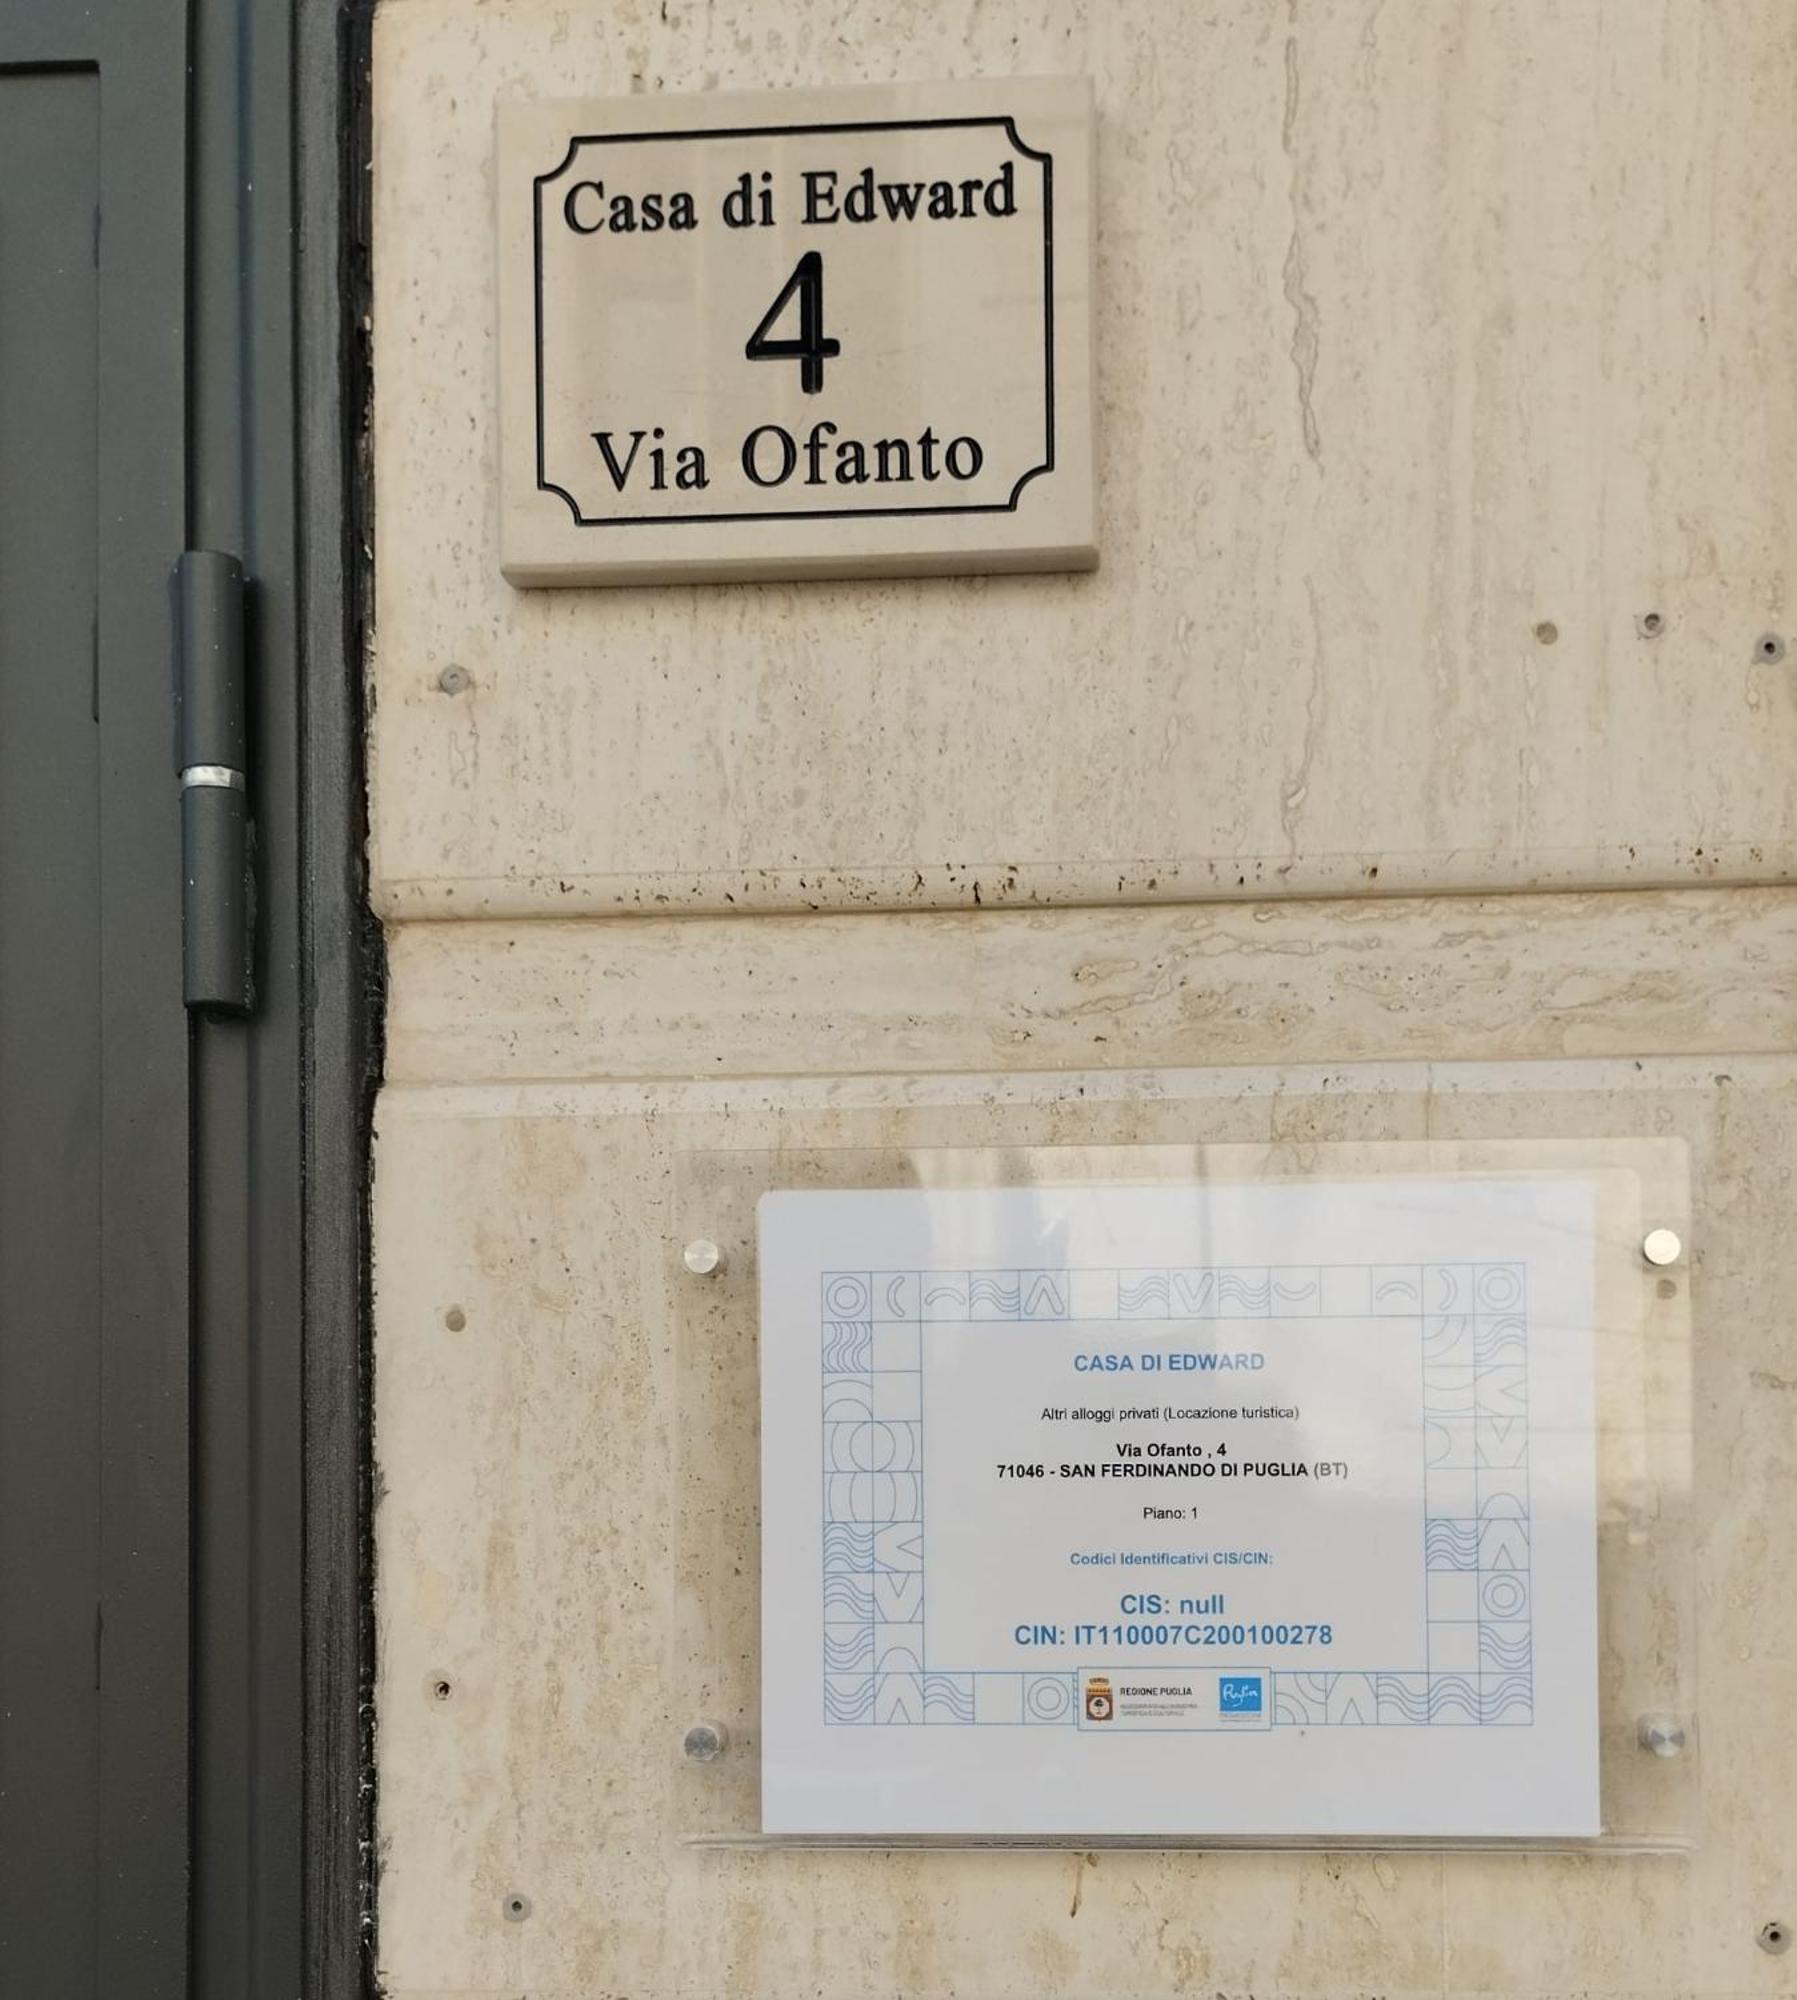 Casa di Edward
4
Via Ofanto
CASA DI EDWARD
Altri alloggi privati (Locazione turistica)
Via Ofanto , 4
71046 - SAN FERDINANDO DI PUGLIA (BT)
Piano: 1
Codici Identificativi CIS/CIN:
CIS: null
CIN: IT110007C200100278
REGIONE PUGLIA
Puglia